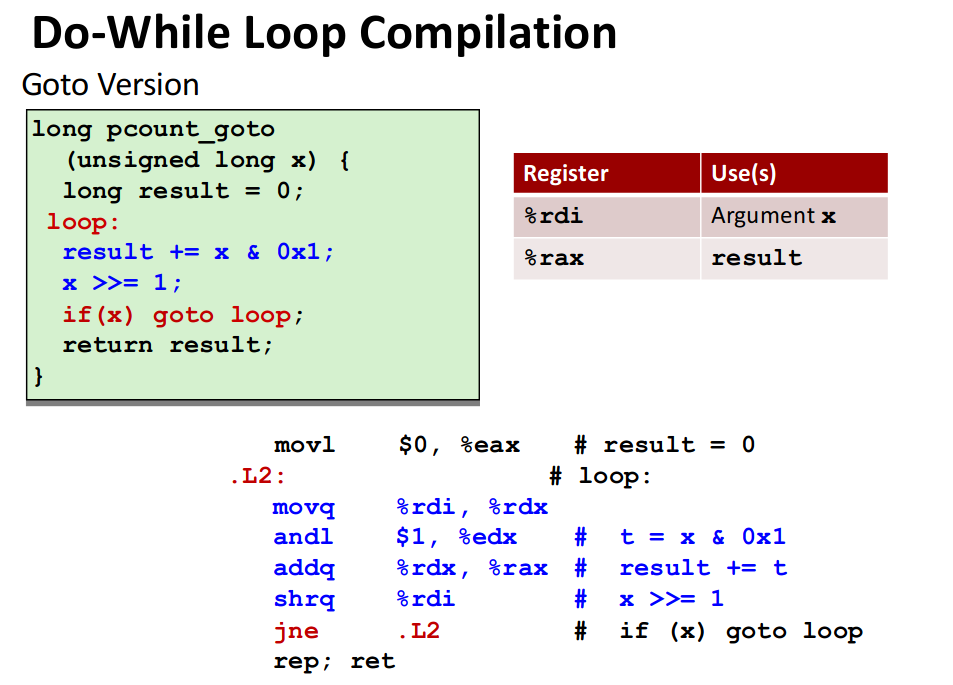 Do-While Loop Compilation
Goto Version
long pcount_goto
(unsigned long x) {
long result = 0;
loop:
result += x & 0x1;
x >>= 1;
if(x) goto loop;
return result;
}
Register Use(s)
%rdi Argument x
%rax result
movl $0, %eax # result = 0
.L2: # loop:
movq %rdi, %rdx
andl $1, %edx # t = x & 0x1
addq %rdx, %rax # result += t
shrq %rdi # x >>= 1
jne .L2 # if (x) goto loop
rep; ret